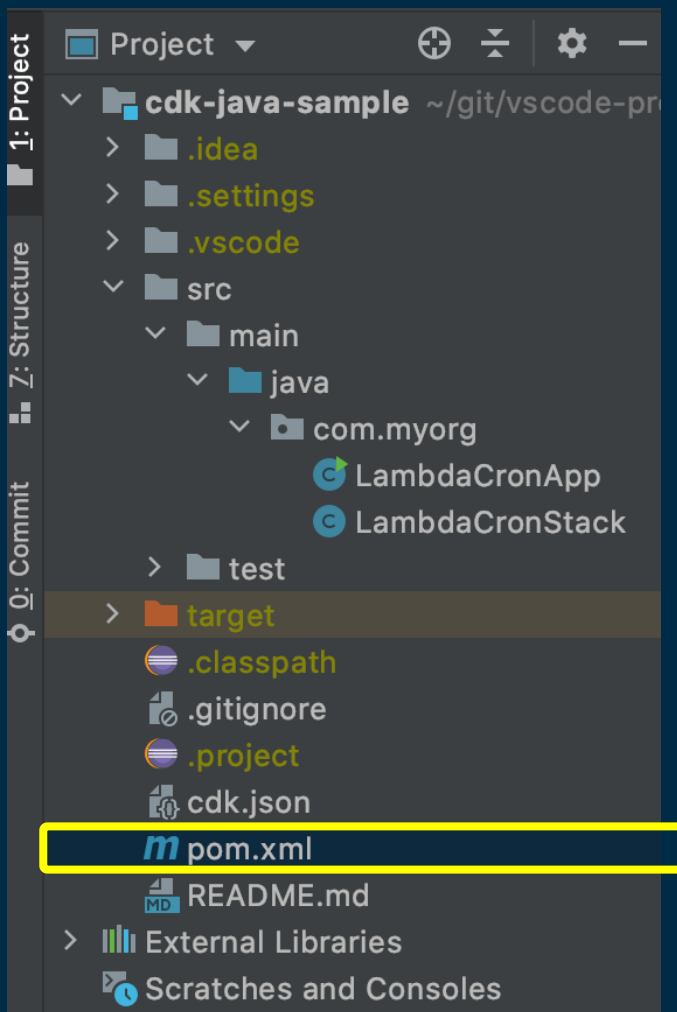 Project
cdk-java-sample ~/git/vscode-pr
.idea
.settings
.vscode
src
main
java
com.myorg
C LambdaCronApp
C LambdaCronStack
test
target
.classpath
.gitignore
.project
cdk.json
m pom.xml
MD README.md
External Libraries
Scratches and Consoles
1: Project
7: Structure
0: Commit